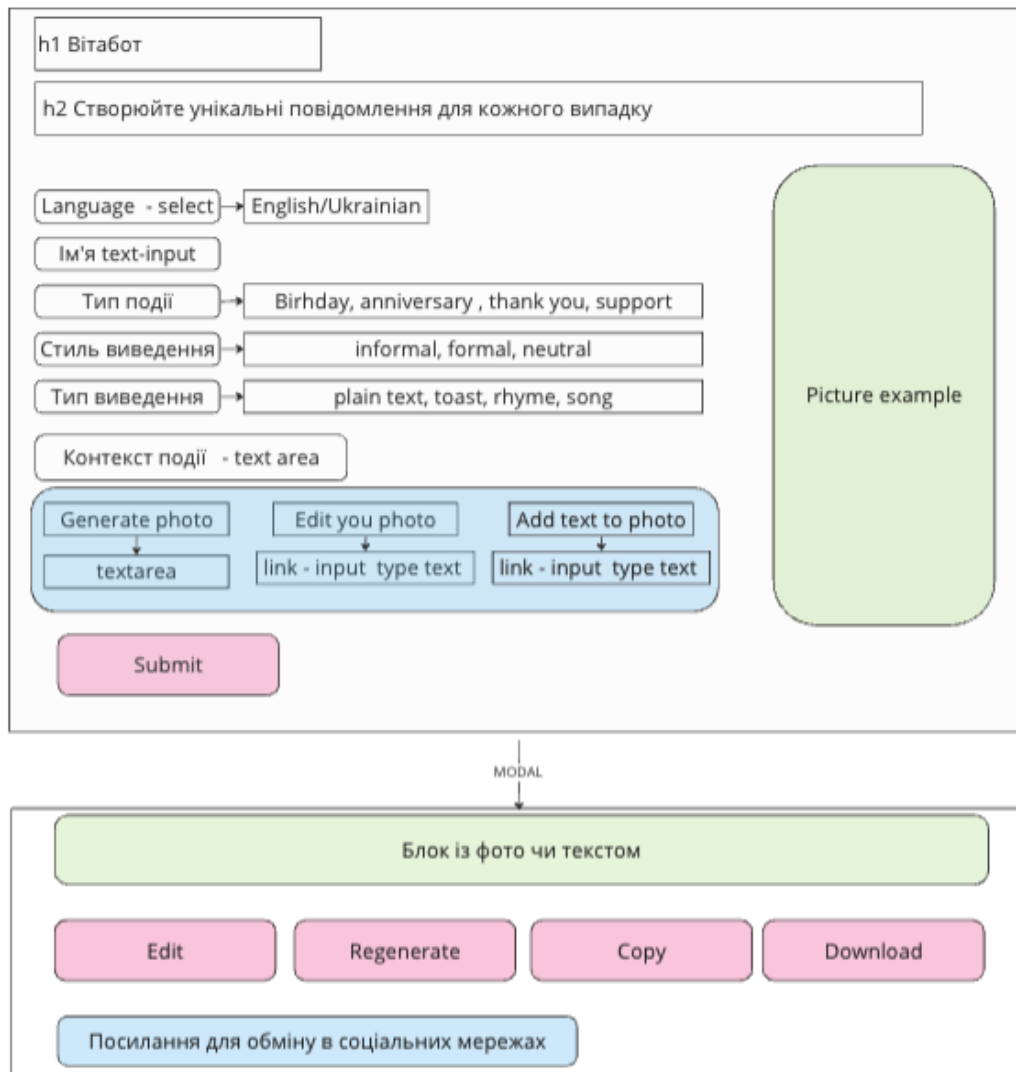 h1 Вітабот
h2 Створюйте унікальні повідомлення для кожного випадку
Language - select
English/Ukrainian
Ім'я text-input
Тип події
Birhday, anniversary , thank you, support
Стиль виведення
informal, formal, neutral
Тип виведення
plain text, toast, rhyme, song
Контекст події - text area
Picture example
Generate photo
Edit you photo
Add text to photo
textarea
link - input type text
link - input type text
Submit
MODAL
Блок із фото чи текстом
Edit
Regenerate
Copy
Download
Посилання для обміну в соціальних мережах